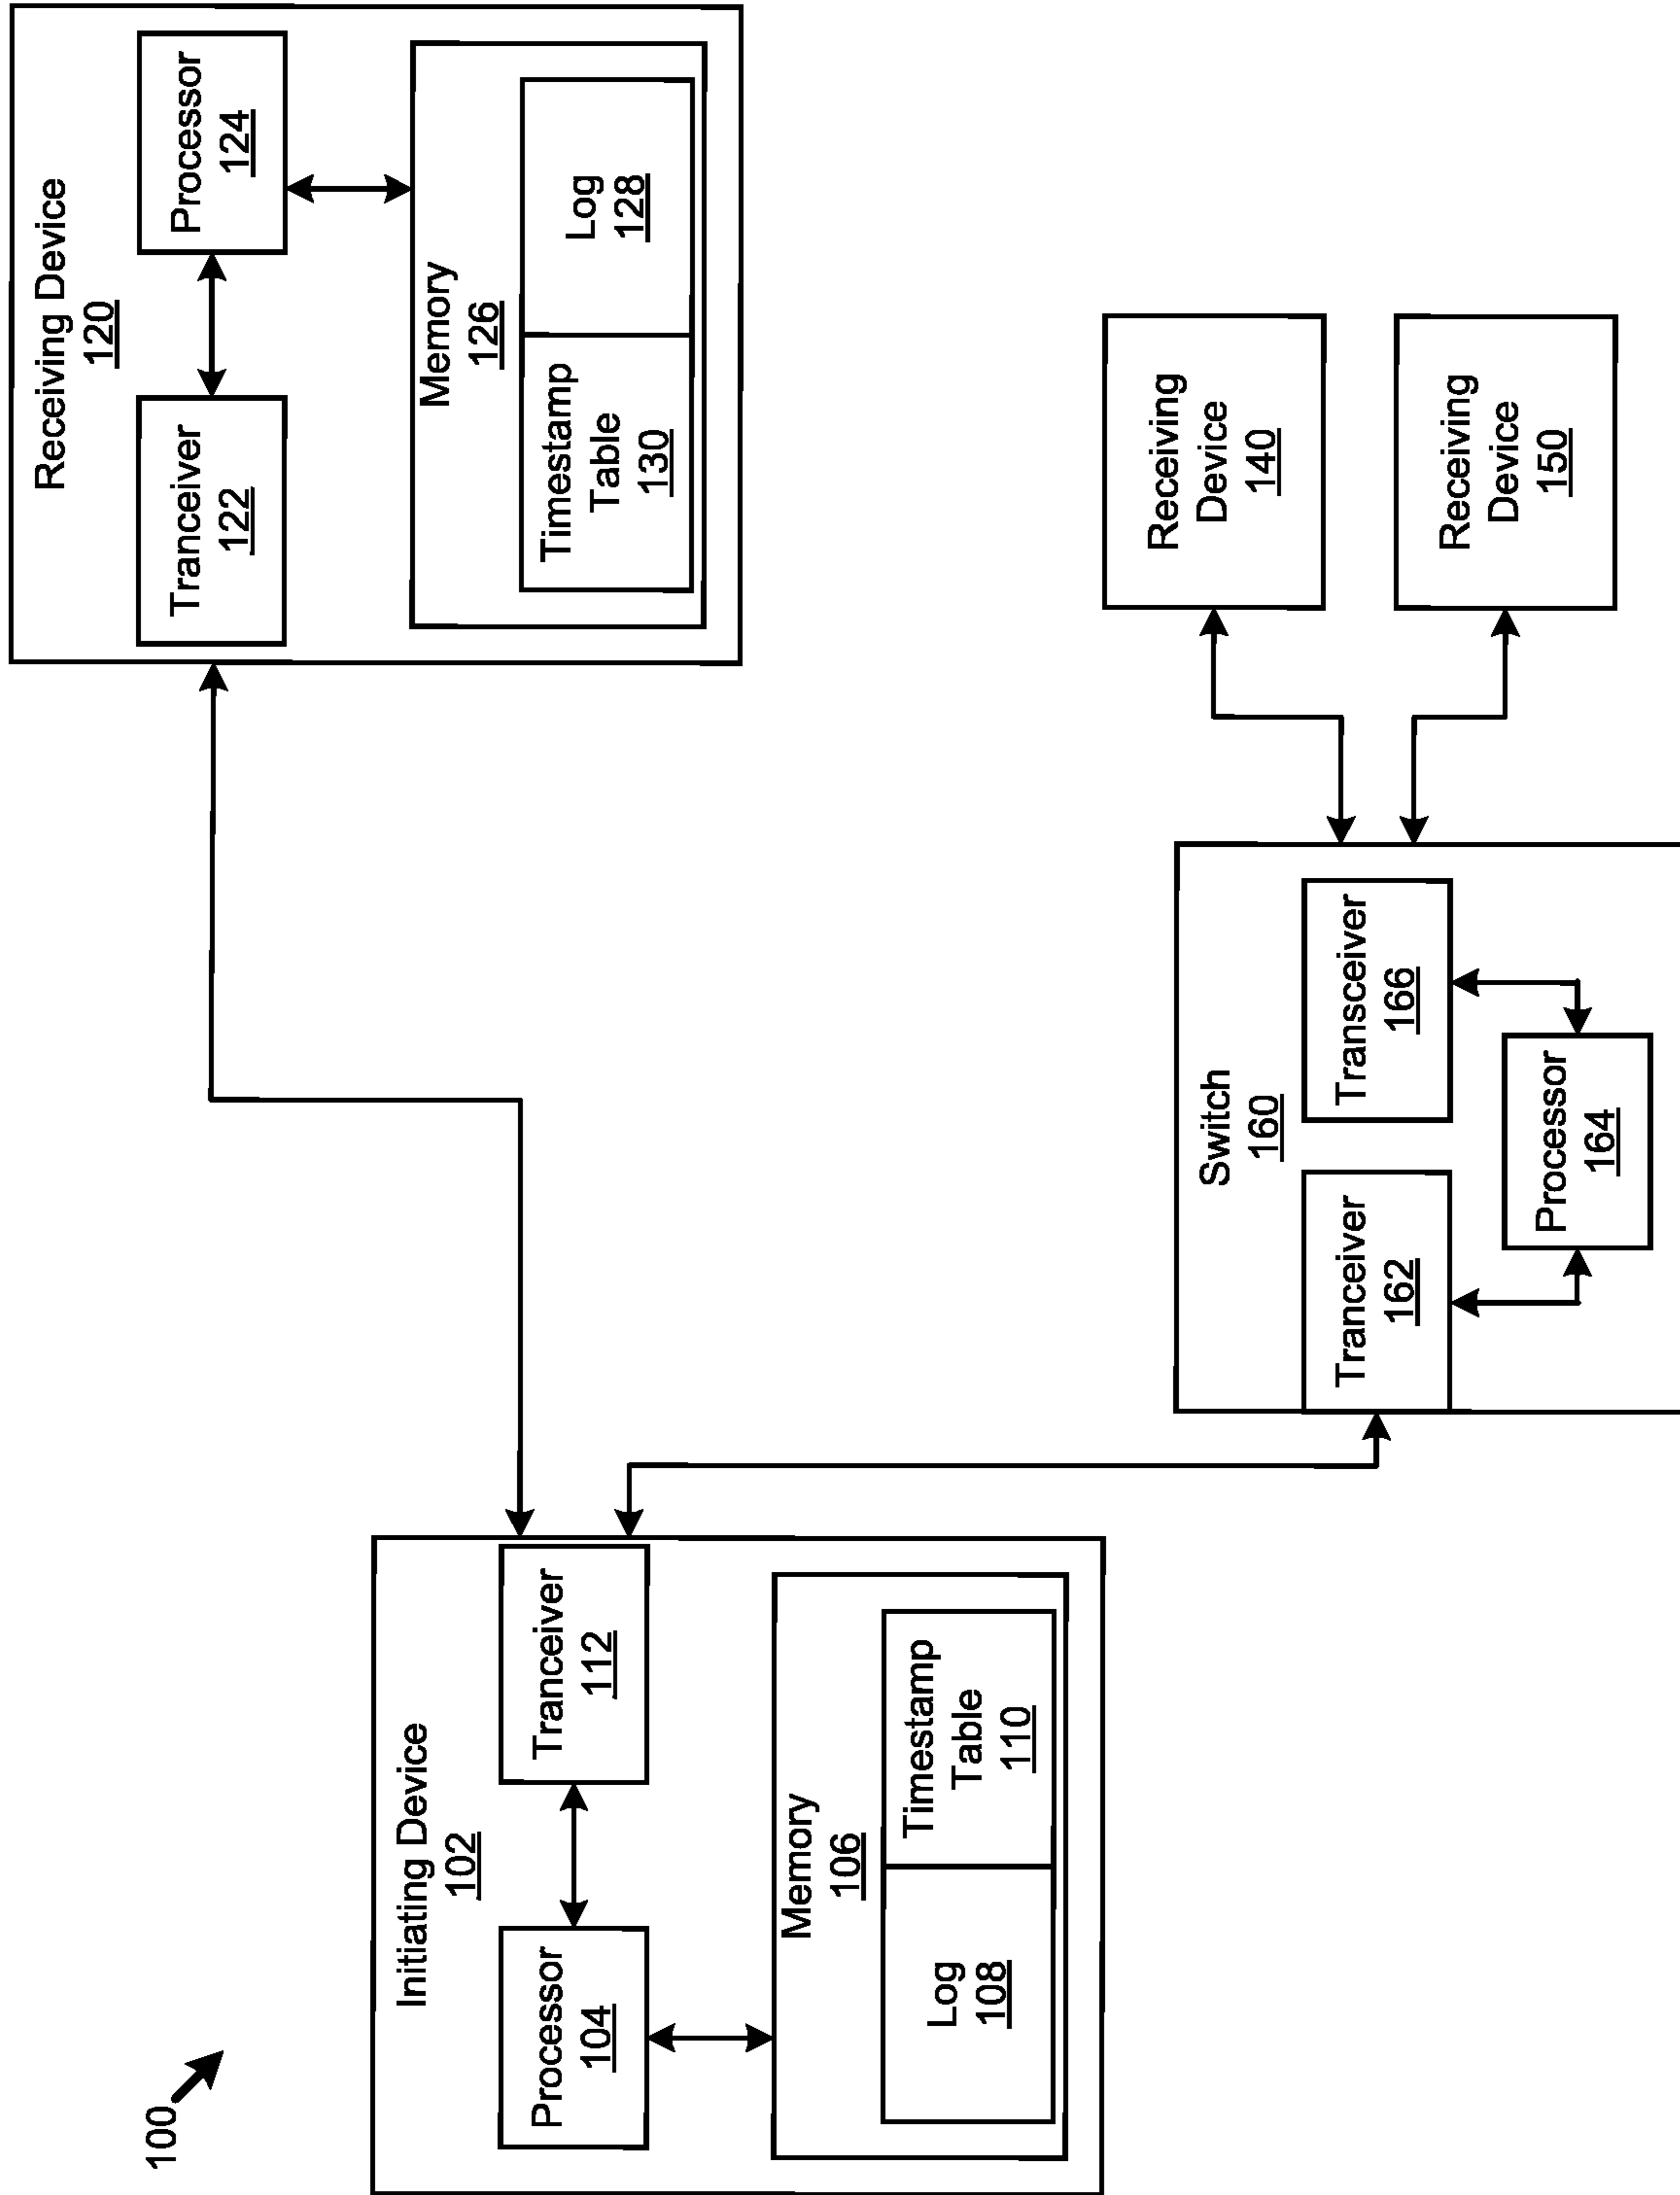 100
Initiating Device
102
Processor
104
Tranceiver
112
Memory
106
Log
108
Timestamp
Table
110
Receiving Device
120
Tranceiver
122
Processor
124
Memory
126
Timestamp
Table
130
Log
128
Switch
160
Tranceiver
162
Transceiver
166
Processor
164
Receiving
Device
140
Receiving
Device
150